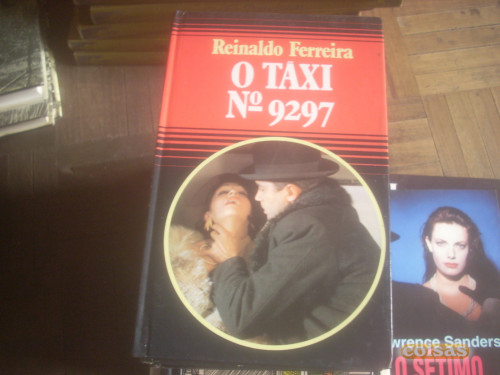 Reinaldo Ferreira
O TÁXI
Nº 9297
wrence Sanders
coisas
O SÉTIMO